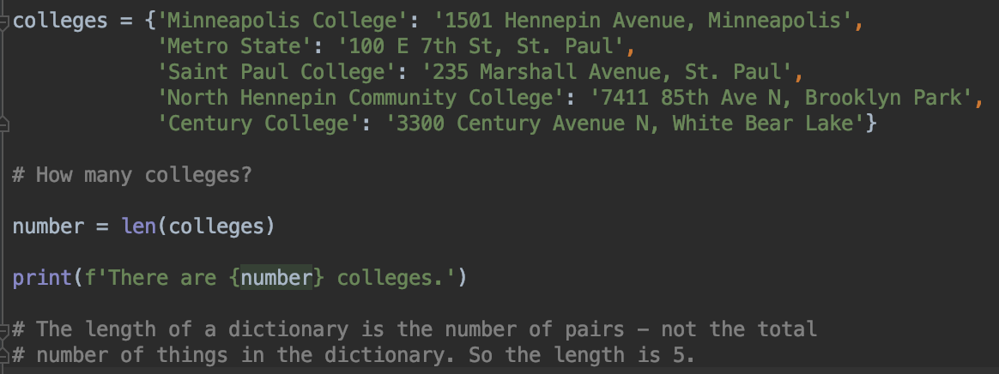 colleges = {'Minneapolis College': '1501 Hennepin Avenue, Minneapolis',
'Metro State': '100 E 7th St, St. Paul',
'Saint Paul College': '235 Marshall Avenue, St. Paul',
'North Hennepin Community College': '7411 85th Ave N, Brooklyn Park',
'Century College': '3300 Century Avenue N, White Bear Lake'}
# How many colleges?
number = len(colleges)
print(f'There are {number} colleges.')
# The length of a dictionary is the number of pairs – not the total
# number of things in the dictionary. So the length is 5.